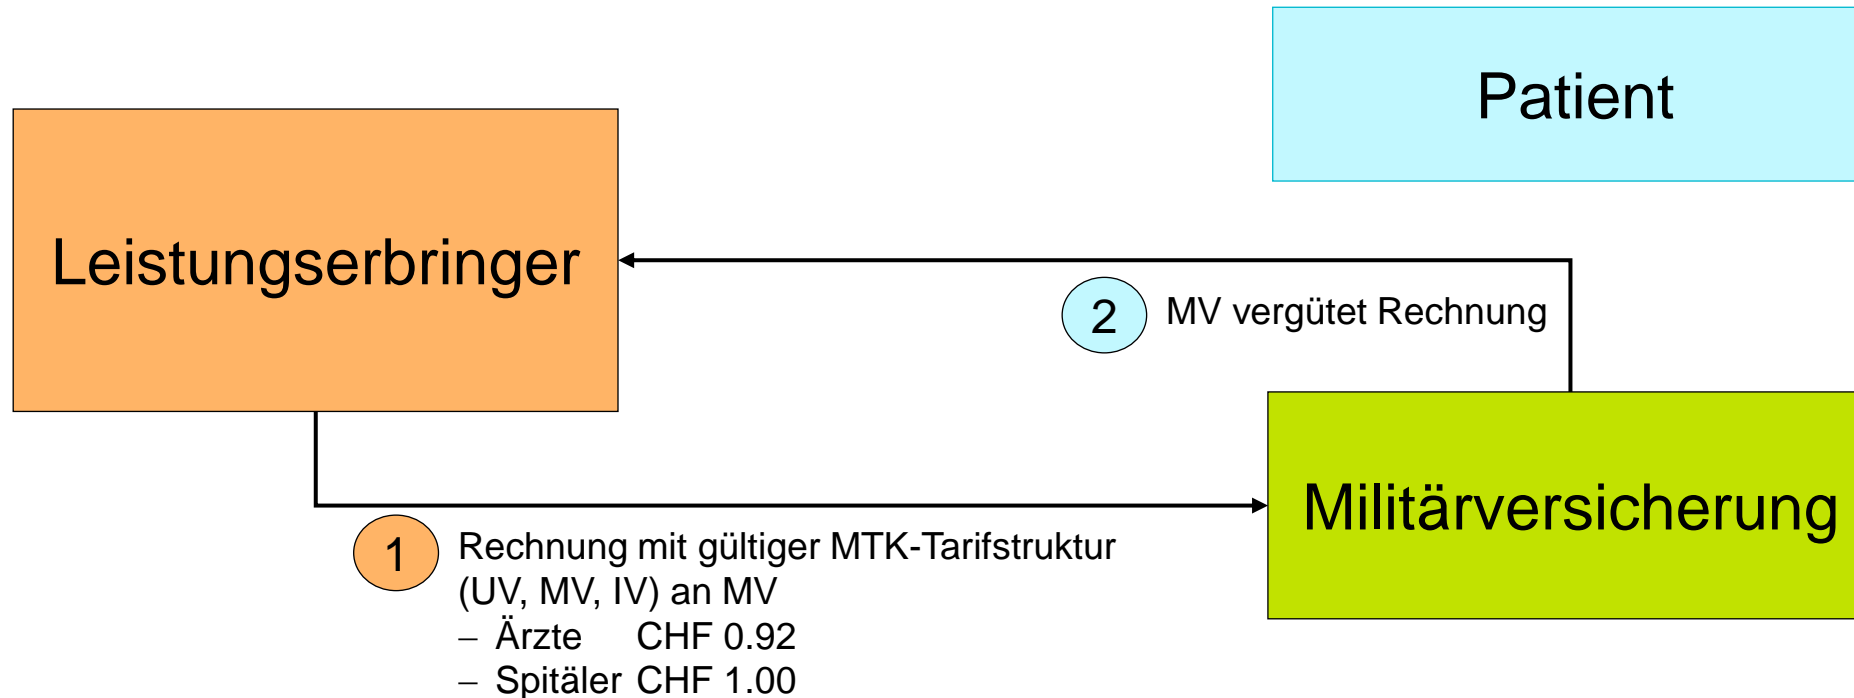 Patient
Leistungserbringer
2
MV vergütet Rechnung
Militärversicherung
1
Rechnung mit gültiger MTK-Tarifstruktur
(UV, MV, IV) an MV
– Ärzte CHF 0.92
– Spitäler CHF 1.00